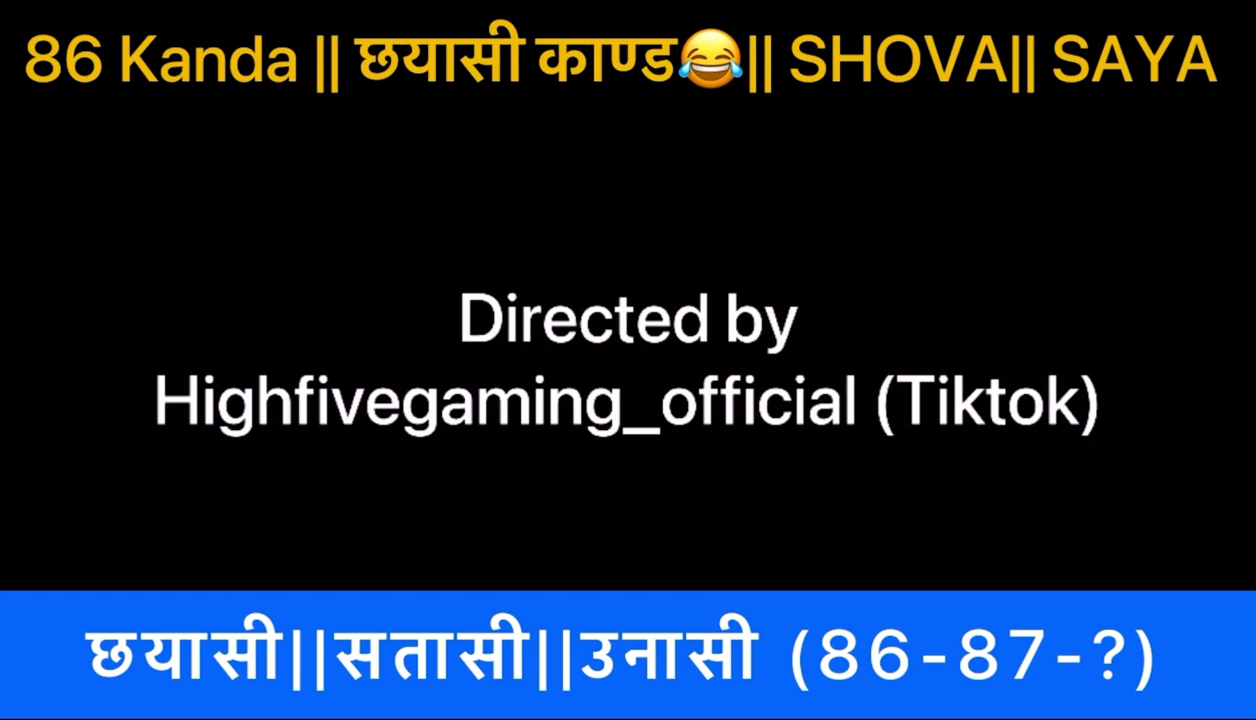 86 Kanda || छयासी काण्ड😂|| SHOVA|| SAYA
Directed by
Highfivegaming_official (Tiktok)
छयासी||सतासी||उनासी (86-87-?)